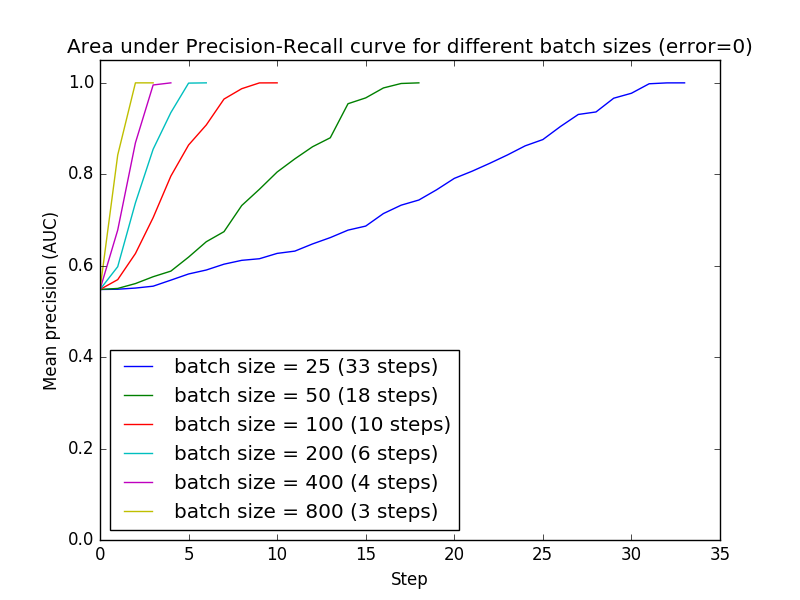 Area under Precision-Recall curve for different batch sizes (error=0)
1.0
0.8
0.6
0.4
0.2
0.0
Mean precision (AUC)
batch size = 25 (33 steps)
batch size = 50 (18 steps)
batch size = 100 (10 steps)
batch size = 200 (6 steps)
batch size = 400 (4 steps)
batch size = 800 (3 steps)
0 5 10 15 20 25 30 35
Step